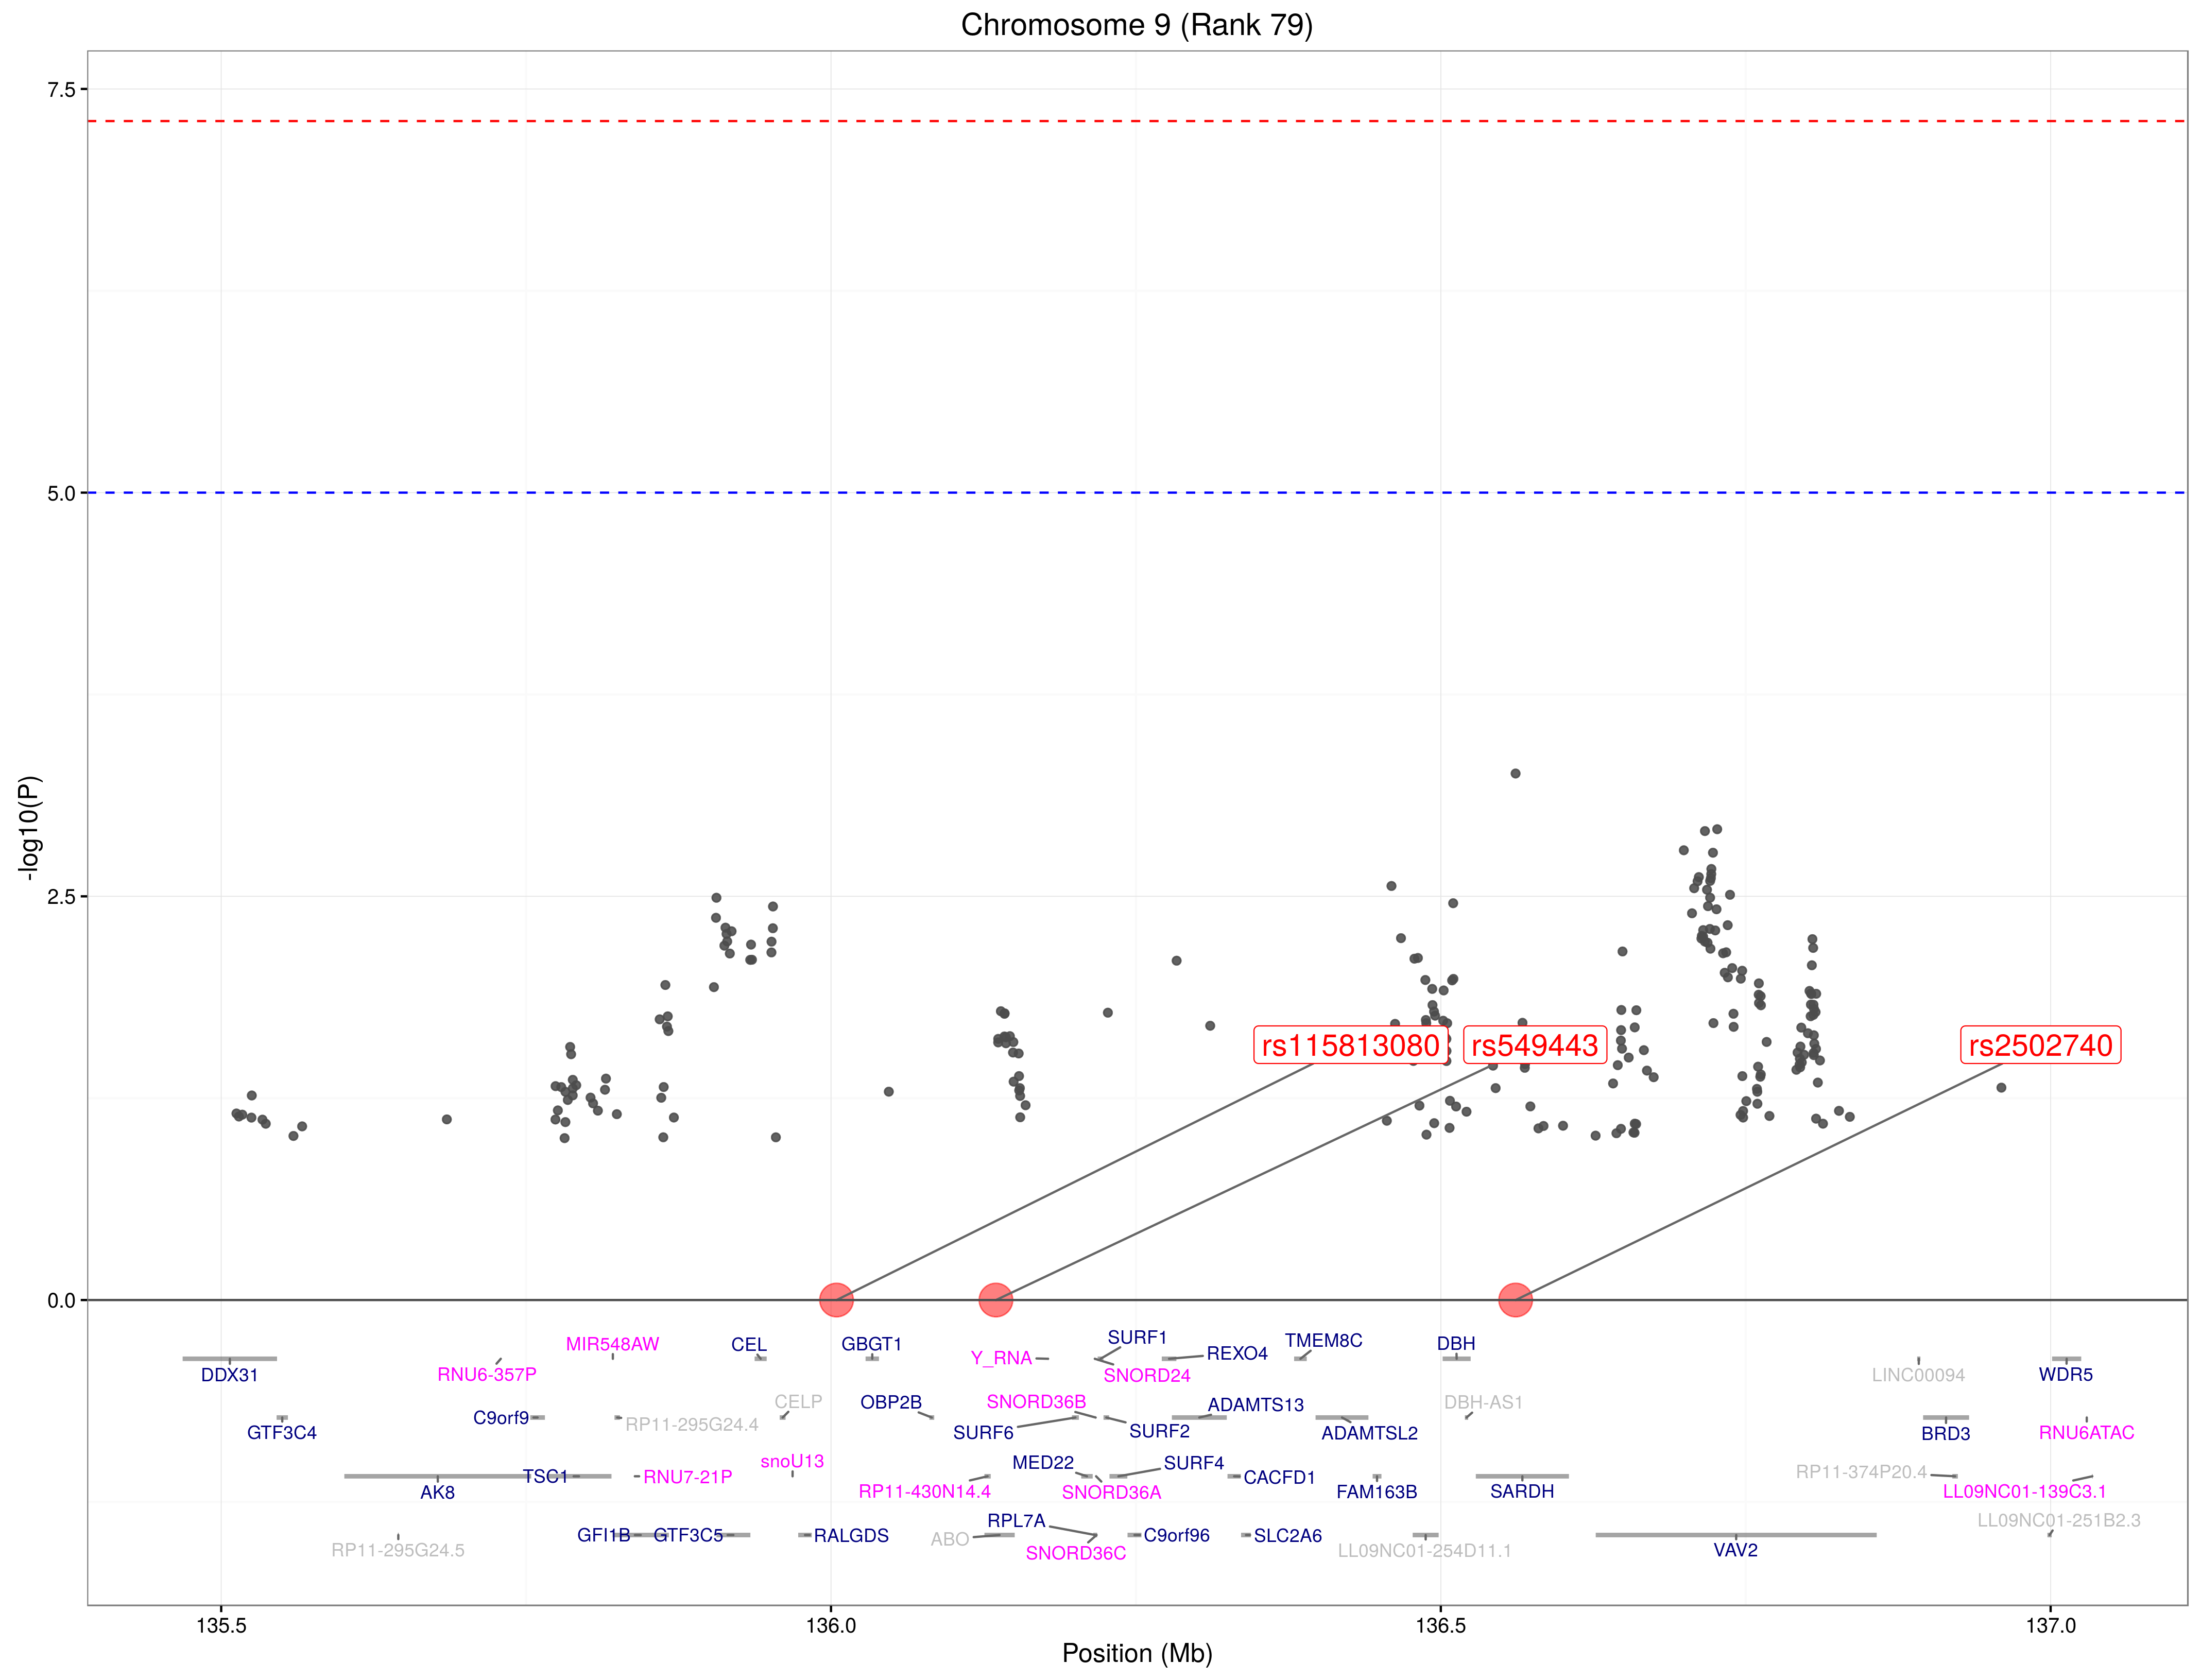 Chromosome 9 (Rank 79)
7.5
5.0
2.5
0.0
-log10(P)
rs115813080
rs549443
rs2502740
SURF1
TMEM8C
MIR548AW
CEL
GBGT1
DBH
REXO4
Y_RNA
DDX31
RNU6-357P
SNORD24
LINC00094
WDR5
CELP
OBP2B
SNORD36B
ADAMTS13
DBH-AS1
C9orf9
RP11-295G24.4
GTF3C4
SURF6
SURF2
ADAMTSL2
BRD3
RNU6ATAC
snoU13
MED22
SURF4
RP11-374P20.4
TSC1
RNU7-21P
CACFD1
AK8
RP11-430N14.4
SNORD36A
FAM163B
SARDH
LL09NC01-139C3.1
RPL7A
LL09NC01-251B2.3
GFI1B
GTF3C5
RALGDS
ABO
C9orf96
SLC2A6
RP11-295G24.5
SNORD36C
LL09NC01-254D11.1
VAV2
135.5
136.0
136.5
137.0
Position (Mb)